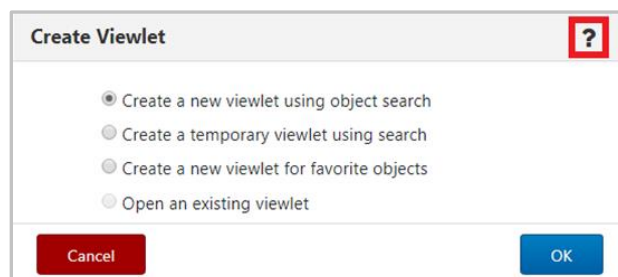 Create Viewlet
?
Create a new viewlet using object search
Create a temporary viewlet using search
Create a new viewlet for favorite objects
Open an existing viewlet
Cancel
OK